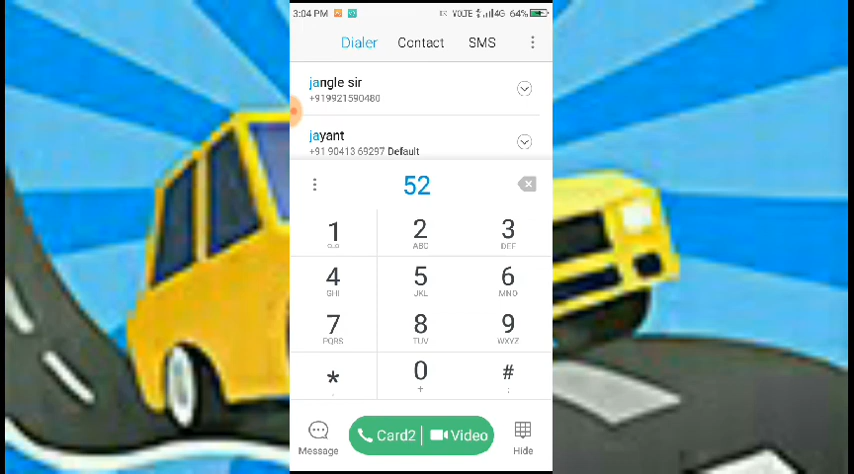 3:04 PM VOLTE 4G 64%
Dialer Contact SMS
jangle sir
+919921590480
jayant
+91 90413 69297 Default
52
1 2 3
ABC DEF
4 5 6
GHI JKL MNO
7 8 9
PQRS TUV WXYZ
* 0 #
+ ;
Card2 Video
Message Hide